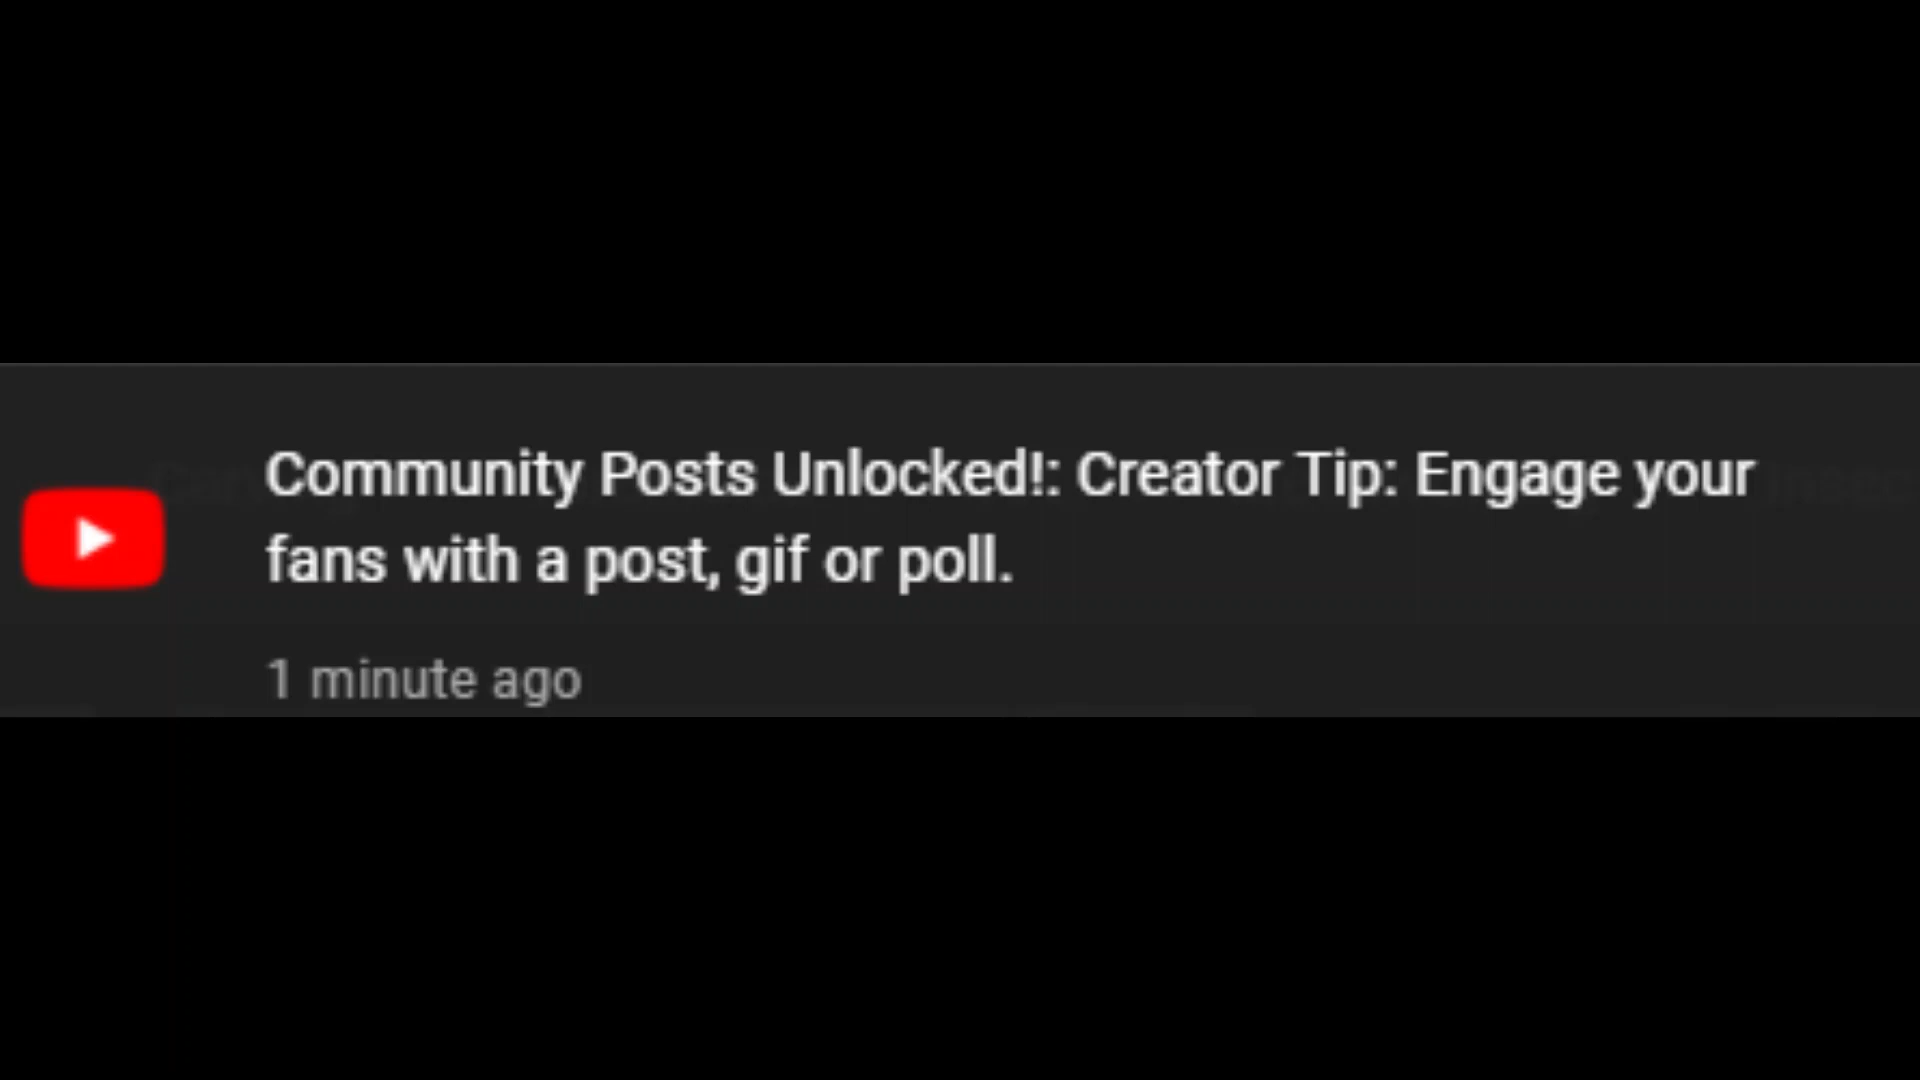 Community Posts Unlocked!: Creator Tip: Engage your
fans with a post, gif or poll.
1 minute ago